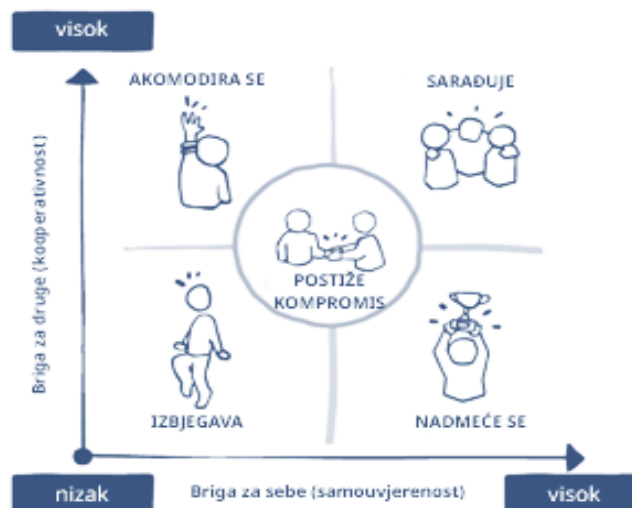 visok
AKOMODIRA SE
SARAĐUJE
Briga za druge (kooperativnost)
POSTIŽE
KOMPROMIS
IZBJEGAVA
NADMEĆE SE
nizak
Briga za sebe (samouvjerenost)
visok